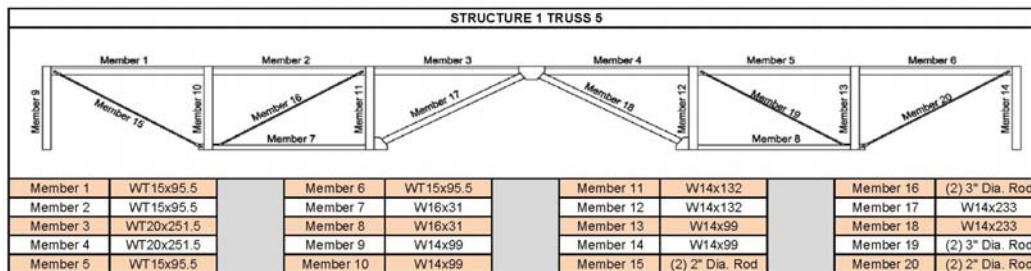 STRUCTURE 1 TRUSS 5
Member 1
Member 2
Member 3
Member 4
Member 5
Member 6
Member 9
Member 15
Member 10
Member 16
Member 11
Member 17
Member 18
Member 12
Member 19
Member 13
Member 20
Member 14
Member 7
Member 8
Member 1 WT15x95.5 Member 6 WT15x95.5 Member 11 W14x132 Member 16 (2) 3" Dia. Rod
Member 2 WT15x95.5 Member 7 W16x31 Member 12 W14x132 Member 17 W14x233
Member 3 WT20x251.5 Member 8 W16x31 Member 13 W14x99 Member 18 W14x233
Member 4 WT20x251.5 Member 9 W14x99 Member 14 W14x99 Member 19 (2) 3" Dia. Rod
Member 5 WT15x95.5 Member 10 W14x99 Member 15 (2) 2" Dia. Rod Member 20 (2) 2" Dia. Rod